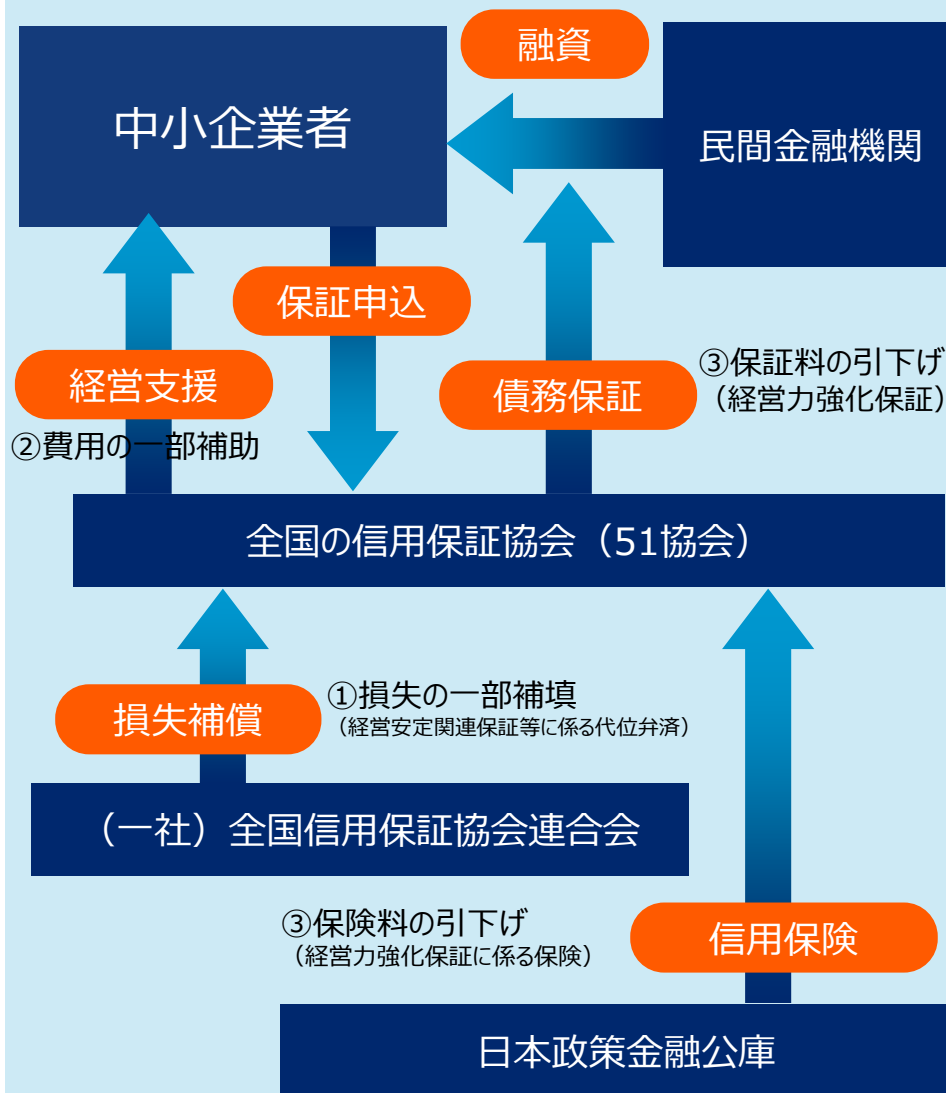 融資
中小企業者
民間金融機関
保証申込
経営支援
債務保証
③保証料の引下げ
（経営力強化保証）
②費用の一部補助
全国の信用保証協会（51協会）
損失補償
①損失の一部補填
（経営安定関連保証等に係る代位弁済）
（一社）全国信用保証協会連合会
③保険料の引下げ
（経営力強化保証に係る保険）
信用保険
日本政策金融公庫